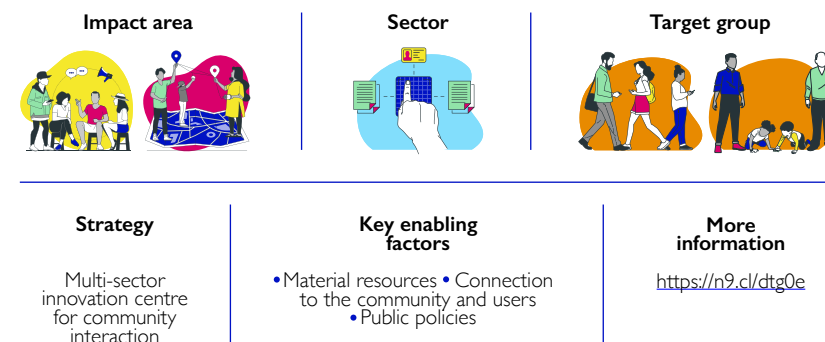 Impact area
Sector
Target group
Strategy
Multi-sector
innovation centre
for community
interaction
Key enabling
factors
• Material resources • Connection
to the community and users
• Public policies
More
information
https://n9.cl/dtg0e